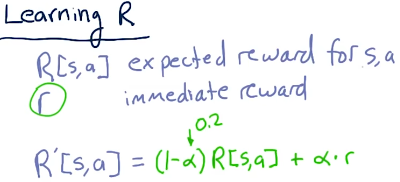 Learning R
R[s,a] expected reward for s,a
r immediate reward
0.2
R'[s,a] = (1-α) R[s,a] + α·r